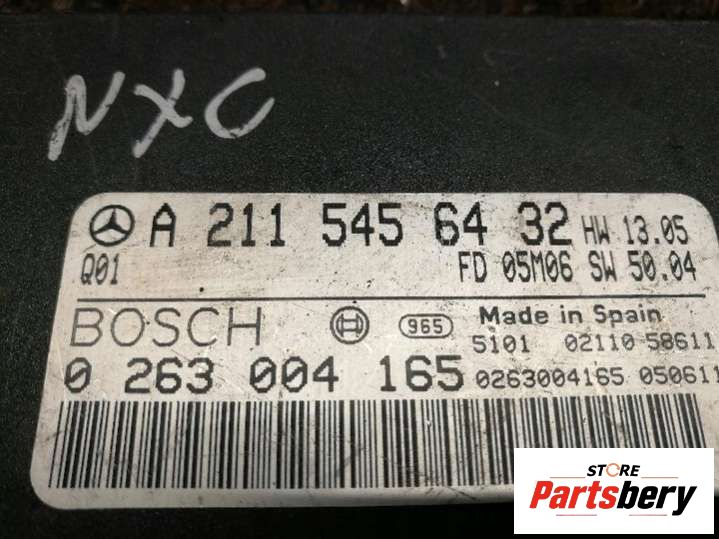 NXC
A 211 545 64 32 HW 13.05
Q01 FD 05M06 SW 50.04
BOSCH 965 Made in Spain
5101 02110 58611
0 263 004 165 0263004165 050611
STORE
Partsbery